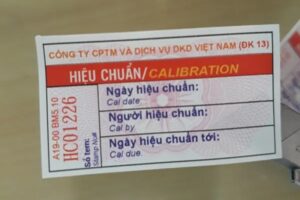 CÔNG TY CPTM VÀ DỊCH VỤ DKD VIỆT NAM (ĐK 13)
HIỆU CHUẨN/CALIBRATION
Ngày hiệu chuẩn:
Cal date:
Người hiệu chuẩn:
Cal by
Ngày hiệu chuẩn tới:
Cal due.
A19-00 BM5.10
HC01226
Số tem:
Stamp Nu#